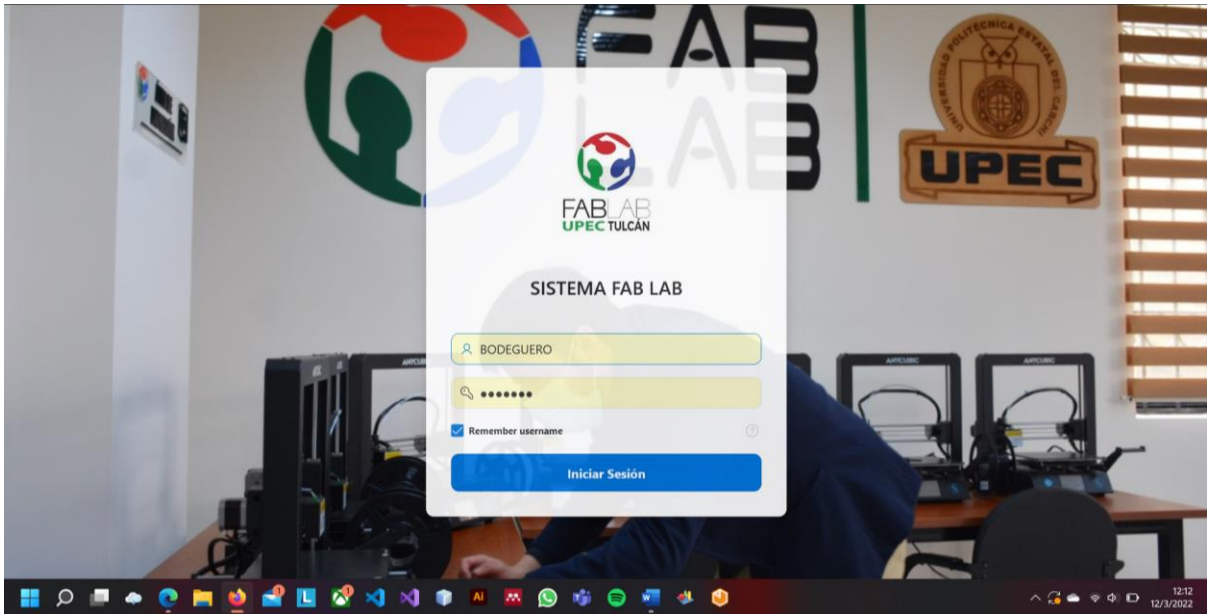 FAB
LAB
UNIVERSIDAD POLITÉCNICA ESTATAL DEL CARCHI
UPEC
FABLAB
UPEC TULCÁN
SISTEMA FAB LAB
BODEGUERO
•••••••
Remember username
Iniciar Sesión
ANYCUBIC
ANYCUBIC
12:12
12/3/2022